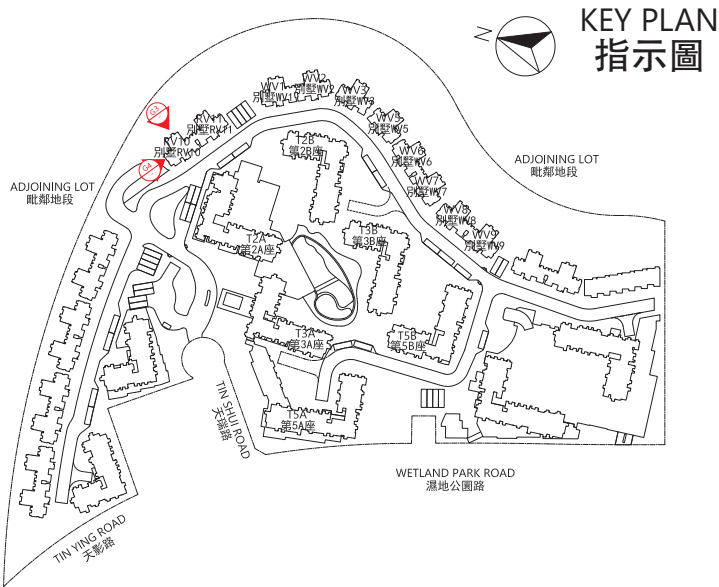 KEY PLAN
指示圖
N
G3
G4
WV1
別墅WV1
WV2
別墅WV2
WV3
別墅WV3
WV5
別墅WV5
WV6
別墅WV6
WV7
別墅WV7
WV8
別墅WV8
WV9
別墅WV9
RV11
別墅RV11
RV10
別墅RV10
ADJOINING LOT
毗鄰地段
ADJOINING LOT
毗鄰地段
T2B
第2B座
T2A
第2A座
T3B
第3B座
T3A
第3A座
T5B
第5B座
T5A
第5A座
TIN SHUI ROAD
天瑞路
WETLAND PARK ROAD
濕地公園路
TIN YING ROAD
天影路